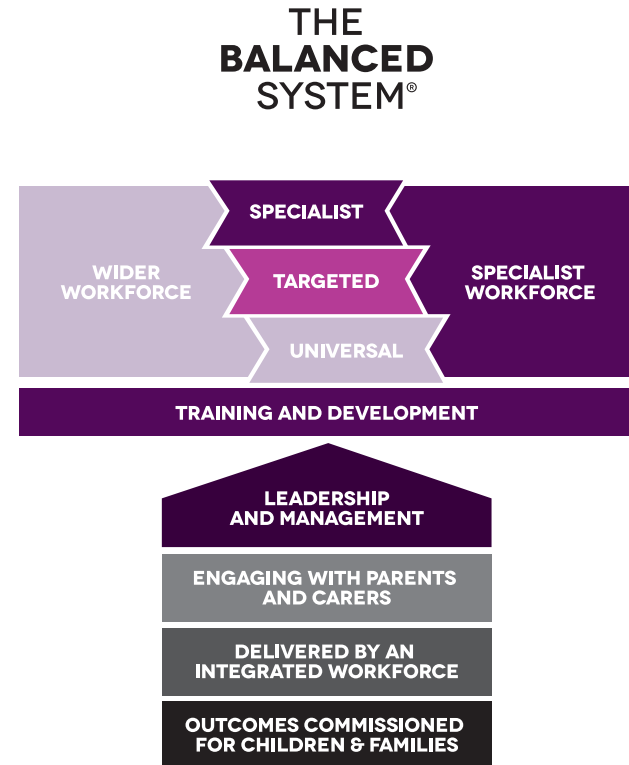 THE
BALANCED
SYSTEM®
SPECIALIST
WIDER
WORKFORCE
TARGETED
SPECIALIST
WORKFORCE
UNIVERSAL
TRAINING AND DEVELOPMENT
LEADERSHIP
AND MANAGEMENT
ENGAGING WITH PARENTS
AND CARERS
DELIVERED BY AN
INTEGRATED WORKFORCE
OUTCOMES COMMISSIONED
FOR CHILDREN & FAMILIES